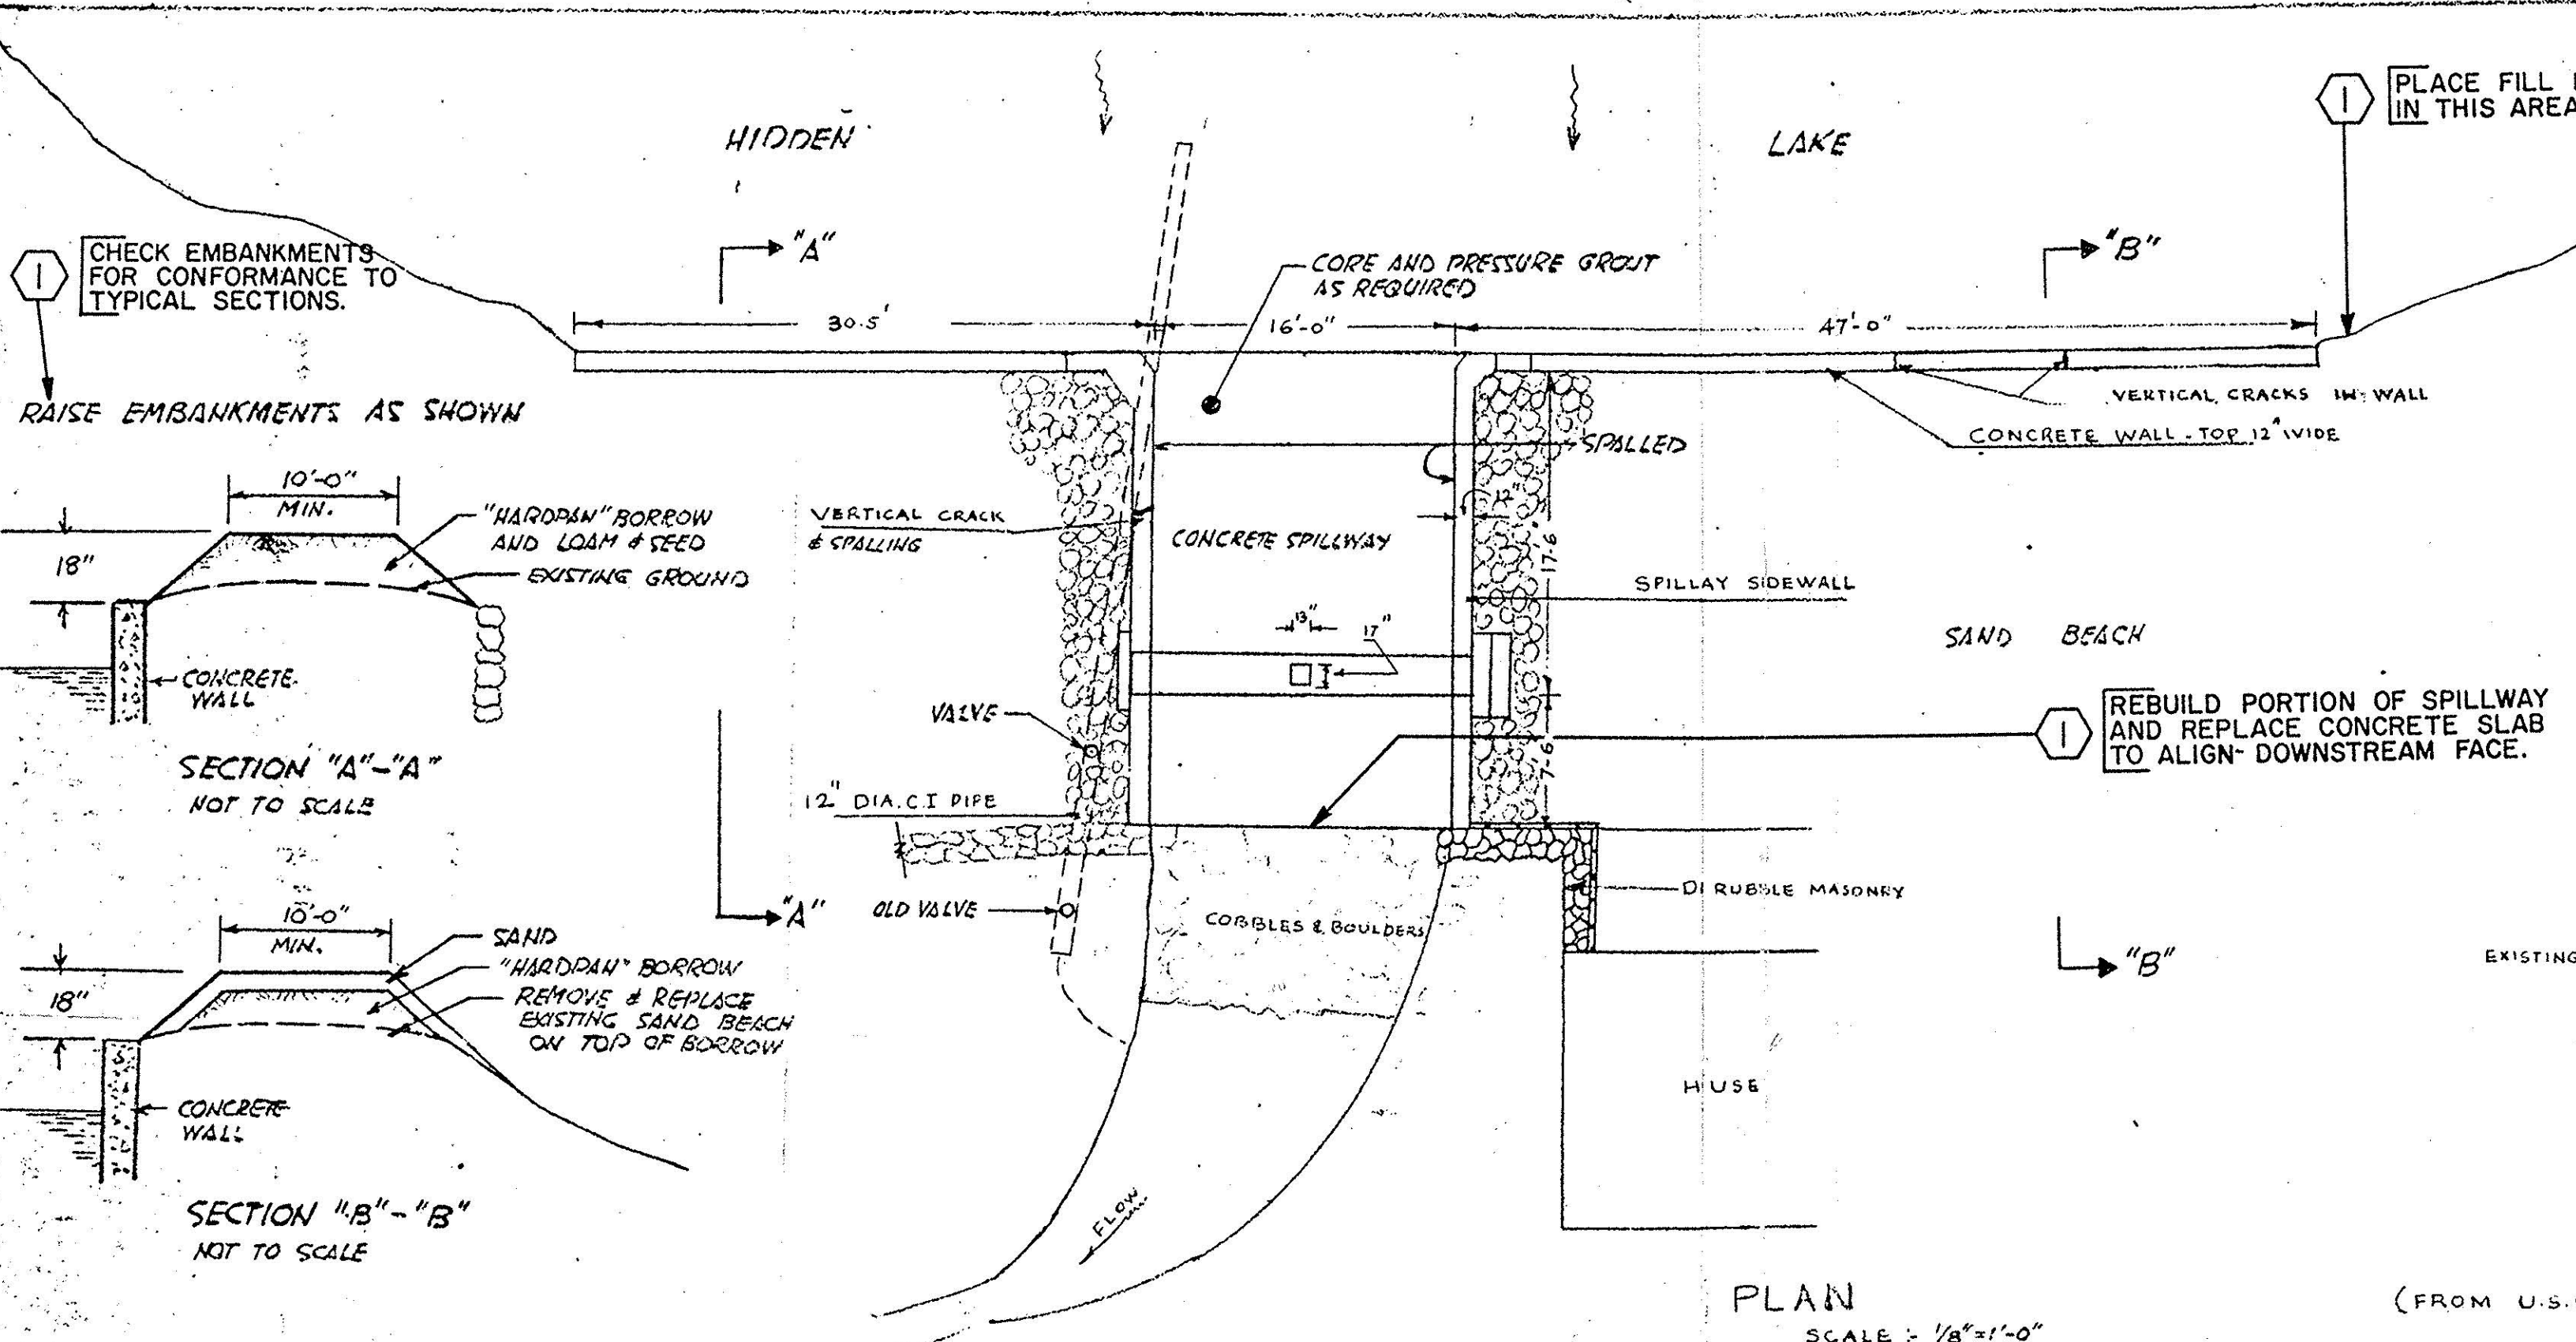 HIDDEN
LAKE
1
PLACE FILL
IN THIS AREA
1
CHECK EMBANKMENTS
FOR CONFORMANCE TO
TYPICAL SECTIONS.
"A"
"B"
CORE AND PRESSURE GROUT
AS REQUIRED
30.5'
16'-0"
47'-0"
RAISE EMBANKMENTS AS SHOWN
VERTICAL CRACKS IN WALL
CONCRETE WALL - TOP 12" WIDE
SPALLED
10'-0"
MIN.
"HARDPAN" BORROW
AND LOAM & SEED
EXISTING GROUND
18"
CONCRETE
WALL
SECTION "A"-"A"
NOT TO SCALE
VERTICAL CRACK
& SPALLING
CONCRETE SPILLWAY
12"
17'-6"
SPILLAY SIDEWALL
13"
17"
SAND BEACH
VALVE
7'-6"
1
REBUILD PORTION OF SPILLWAY
AND REPLACE CONCRETE SLAB
TO ALIGN- DOWNSTREAM FACE.
12" DIA. C.I PIPE
"A"
OLD VALVE
COBBLES & BOULDERS
DI RUBBLE MASONRY
"B"
EXISTING
10'-0"
MIN.
SAND
"HARDPAN" BORROW
REMOVE & REPLACE
EXISTING SAND BEACH
ON TOP OF BORROW
18"
CONCRETE
WALL
SECTION "B"-"B"
NOT TO SCALE
H USE
FLOW
PLAN
SCALE :- 1/8"=1'-0"
(FROM U.S.